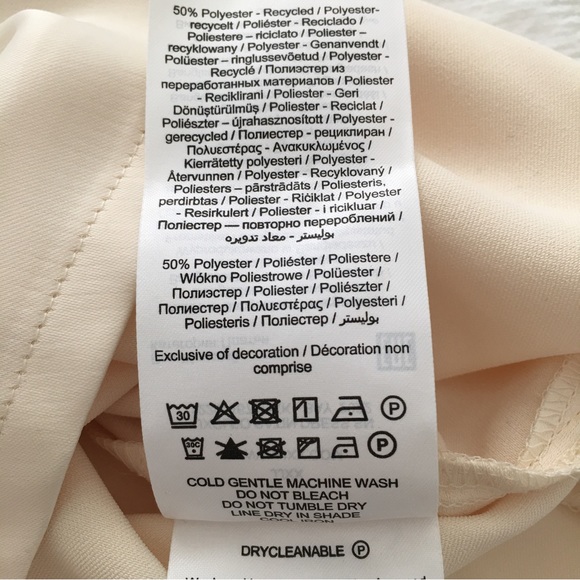 50% Polyester - Recycled / Polyester-
recycelt / Poliéster - Reciclado /
Poliestere – riciclato / Poliester –
recyklowany / Polyester - Genanvendt /
Polüester – ringlussevõetud / Polyester -
Recyclé / Полиэстер из
переработанных материалов / Poliester
- Reciklirani / Poliester - Geri
Dönüştürülmüş / Poliester - Reciclat /
Poliészter – újrahasznosított / Polyester -
gerecycled / Полиестер - рециклиран /
Πολυεστέρας - Ανακυκλωμένος /
Kierrätetty polyesteri / Polyester -
Återvunnen / Polyester - Recyklovaný /
Poliesters – pārstrādāts / Poliesteris,
perdirbtas / Poliester - Ričiklat / Polyester
- Resirkulert / Poliester - i ricikluar /
Поліестер — повторно перероблений /
بوليستر - معاد تدويره
50% Polyester / Poliéster / Poliestere /
Włókno Poliestrowe / Polüester /
Полиэстер / Poliester / Poliészter /
Полиестер / Πολυεστέρας / Polyesteri /
Poliesteris / Поліестер / بوليستر
Exclusive of decoration / Décoration non
comprise
30 P
30C P
COLD GENTLE MACHINE WASH
DO NOT BLEACH
DO NOT TUMBLE DRY
LINE DRY IN SHADE
COOL IRON
DRYCLEANABLE P